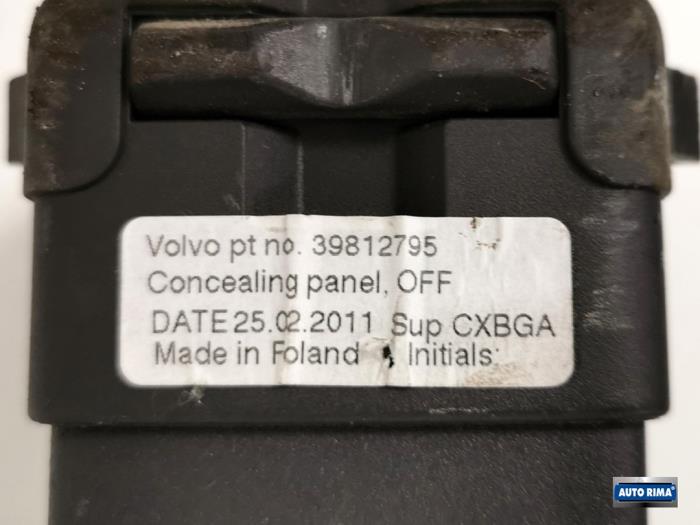 Volvo pt no. 39812795
Concealing panel, OFF
DATE 25.02.2011 Sup CXBGA
Made in Foland Initials:
AUTO RIMA